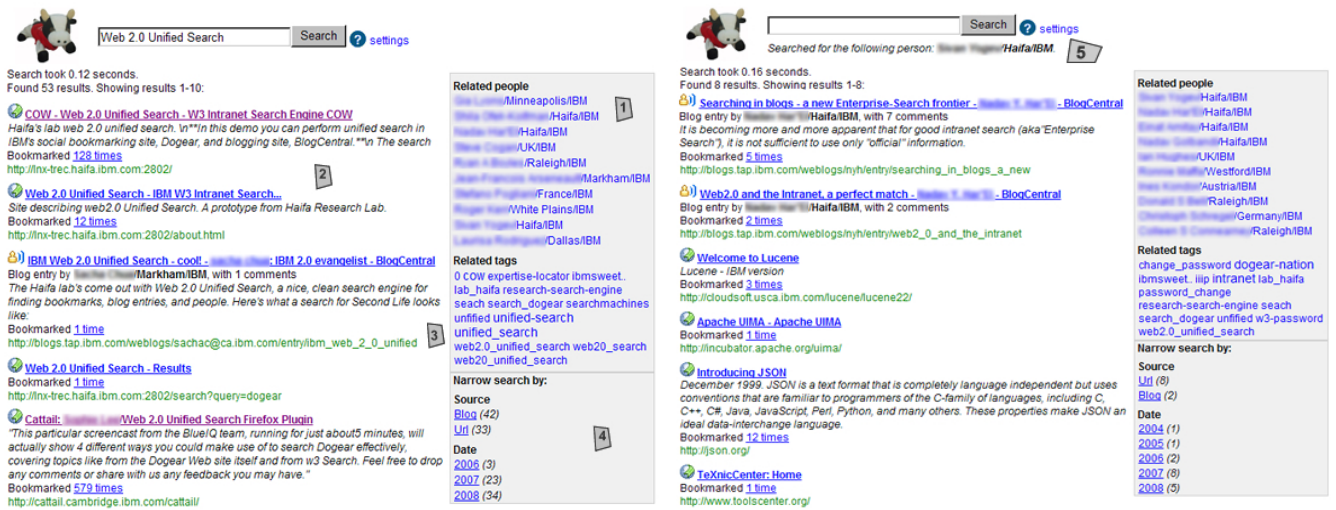 Web 2.0 Unified Search
Search
? settings
Search took 0.12 seconds.
Found 53 results. Showing results 1-10:
COW - Web 2.0 Unified Search - W3 Intranet Search Engine COW
Haifa's lab web 2.0 unified search. \n**In this demo you can perform unified search in
IBM's social bookmarking site, Dogear, and blogging site, BlogCentral.**\n The search
Bookmarked 128 times
http://lnx-trec.haifa.ibm.com:2802/
2
Web 2.0 Unified Search - IBM W3 Intranet Search...
Site describing web2.0 Unified Search. A prototype from Haifa Research Lab.
Bookmarked 12 times
http://lnx-trec.haifa.ibm.com:2802/about.html
IBM Web 2.0 Unified Search - cool! - : IBM 2.0 evangelist - BlogCentral
Blog entry by /Markham/IBM, with 1 comments
The Haifa lab's come out with Web 2.0 Unified Search, a nice, clean search engine for
finding bookmarks, blog entries, and people. Here's what a search for Second Life looks
like:
Bookmarked 1 time
http://blogs.tap.ibm.com/weblogs/sachac@ca.ibm.com/entry/ibm_web_2_0_unified
3
Web 2.0 Unified Search - Results
Bookmarked 1 time
http://lnx-trec.haifa.ibm.com:2802/search?query=dogear
Cattail: /Web 2.0 Unified Search Firefox Plugin
"This particular screencast from the BlueIQ team, running for just about5 minutes, will
actually show 4 different ways you could make use of to search Dogear effectively,
covering topics like from the Dogear Web site itself and from w3 Search. Feel free to drop
any comments or share with us any feedback you may have."
Bookmarked 579 times
http://cattail.cambridge.ibm.com/cattail/
Related people
/Minneapolis/IBM
1
/Haifa/IBM
/Haifa/IBM
/UK/IBM
/Raleigh/IBM
/Markham/IBM
/France/IBM
/White Plains/IBM
/Haifa/IBM
/Dallas/IBM
Related tags
0 cow expertise-locator ibmsweet..
lab_haifa research-search-engine
seach search_dogear searchmachines
unfified unified-search
unified_search
web2.0_unified_search web20_search
web20_unified_search
Narrow search by:
Source
Blog (42)
Url (33)
4
Date
2006 (3)
2007 (23)
2008 (34)
Search
? settings
Searched for the following person: /Haifa/IBM.
5
Search took 0.16 seconds.
Found 8 results. Showing results 1-8:
Searching in blogs - a new Enterprise-Search frontier - - BlogCentral
Blog entry by /Haifa/IBM, with 7 comments
It is becoming more and more apparent that for good intranet search (aka"Enterprise
Search"), it is not sufficient to use only "official" information.
Bookmarked 5 times
http://blogs.tap.ibm.com/weblogs/nyh/entry/searching_in_blogs_a_new
Web2.0 and the Intranet, a perfect match - - BlogCentral
Blog entry by /Haifa/IBM, with 2 comments
Bookmarked 2 times
http://blogs.tap.ibm.com/weblogs/nyh/entry/web2_0_and_the_intranet
Welcome to Lucene
Lucene - IBM version
Bookmarked 3 times
http://cloudsoft.usca.ibm.com/lucene/lucene22/
Apache UIMA - Apache UIMA
Bookmarked 1 time
http://incubator.apache.org/uima/
Introducing JSON
December 1999. JSON is a text format that is completely language independent but uses
conventions that are familiar to programmers of the C-family of languages, including C,
C++, C#, Java, JavaScript, Perl, Python, and many others. These properties make JSON an
ideal data-interchange language.
Bookmarked 12 times
http://json.org/
TeXnicCenter: Home
Bookmarked 1 time
http://www.toolscenter.org/
Related people
/Haifa/IBM
/Haifa/IBM
/Haifa/IBM
/Haifa/IBM
/UK/IBM
/Westford/IBM
/Austria/IBM
/Raleigh/IBM
/Germany/IBM
/Raleigh/IBM
Related tags
change_password dogear-nation
ibmsweet.. iiip intranet lab_haifa
password_change
research-search-engine seach
search_dogear unfified w3-password
web2.0_unified_search
Narrow search by:
Source
Url (8)
Blog (2)
Date
2004 (1)
2005 (1)
2006 (2)
2007 (8)
2008 (5)